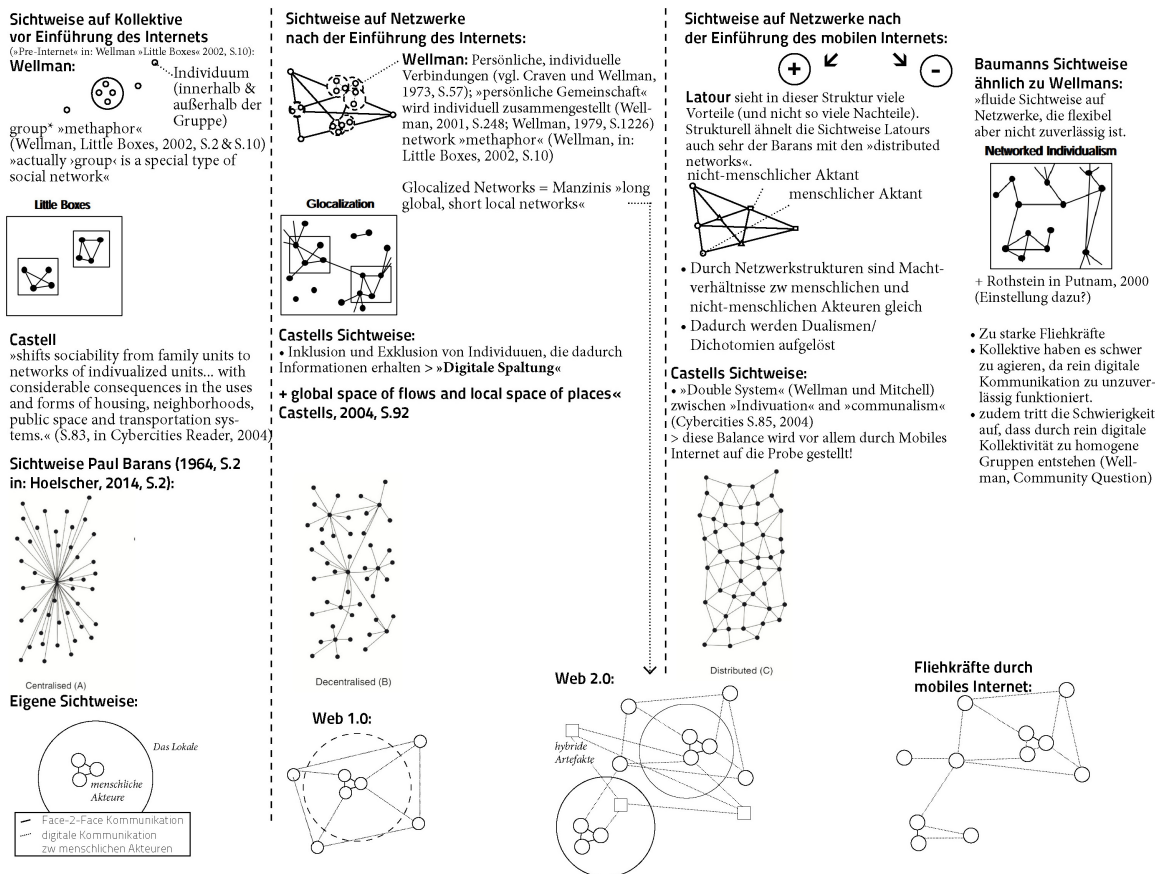 Sichtweise auf Kollektive
vor Einführung des Internets
(»Pre-Internet« in: Wellman »Little Boxes« 2002, S.10):
Wellman:
Individuum
(innerhalb &
außerhalb der
Gruppe)
group* »methaphor«
(Wellman, Little Boxes, 2002, S.2 & S.10)
»actually ›group‹ is a special type of
social network«
Little Boxes
Castell
»shifts sociability from family units to
networks of indivualized units... with
considerable consequences in the uses
and forms of housing, neighborhoods,
public space and transportation sys-
tems.« (S.83, in Cybercities Reader, 2004)
Sichtweise Paul Barans (1964, S.2
in: Hoelscher, 2014, S.2):
Centralised (A)
Eigene Sichtweise:
Das Lokale
menschliche
Akteure
Face-2-Face Kommunikation
digitale Kommunikation
zw menschlichen Akteuren
Sichtweise auf Netzwerke
nach der Einführung des Internets:
Wellman: Persönliche, individuelle
Verbindungen (vgl. Craven und Wellman,
1973, S.57); »persönliche Gemeinschaft«
wird individuell zusammengestellt (Well-
man, 2001, S.248; Wellman, 1979, S.1226)
network »methaphor« (Wellman, in:
Little Boxes, 2002, S.10)
Glocalized Networks = Manzinis »long
global, short local networks«
Glocalization
Castells Sichtweise:
• Inklusion und Exklusion von Individuuen, die dadurch
Informationen erhalten > »Digitale Spaltung«
+ global space of flows and local space of places«
Castells, 2004, S.92
Decentralised (B)
Web 1.0:
Web 2.0:
hybride
Artefakte
Sichtweise auf Netzwerke nach
der Einführung des mobilen Internets:
+
-
Latour sieht in dieser Struktur viele
Vorteile (und nicht so viele Nachteile).
Strukturell ähnelt die Sichtweise Latours
auch sehr der Barans mit den »distributed
networks«.
nicht-menschlicher Aktant
menschlicher Aktant
• Durch Netzwerkstrukturen sind Macht-
verhältnisse zw menschlichen und
nicht-menschlichen Akteuren gleich
• Dadurch werden Dualismen/
Dichotomien aufgelöst
Castells Sichtweise:
• »Double System« (Wellman und Mitchell)
zwischen »Indivuation« and »communalism«
(Cybercities S.85, 2004)
> diese Balance wird vor allem durch Mobiles
Internet auf die Probe gestellt!
Distributed (C)
Baumanns Sichtweise
ähnlich zu Wellmans:
»fluide Sichtweise auf
Netzwerke, die flexibel
aber nicht zuverlässig ist.
Networked Individualism
+ Rothstein in Putnam, 2000
(Einstellung dazu?)
• Zu starke Fliehkräfte
• Kollektive haben es schwer
zu agieren, da rein digitale
Kommunikation zu unzuver-
lässig funktioniert.
• zudem tritt die Schwierigkeit
auf, dass durch rein digitale
Kollektivität zu homogene
Gruppen entstehen (Well-
man, Community Question)
Fliehkräfte durch
mobiles Internet: